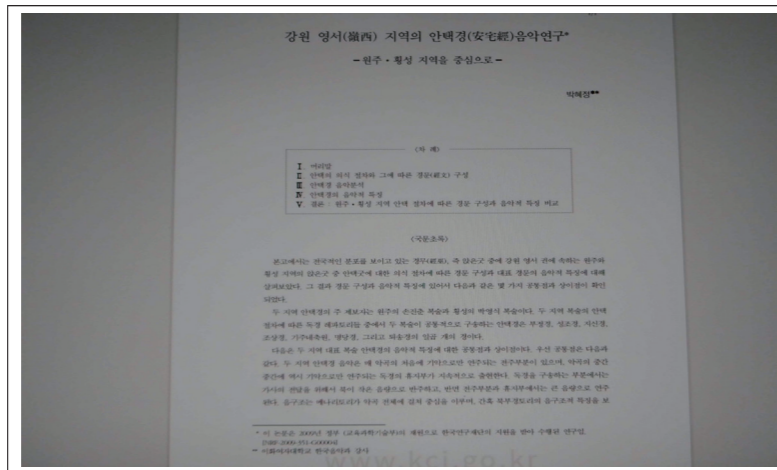 강원 영서(嶺西) 지역의 안택경(安宅經)음악연구*
-원주·횡성 지역을 중심으로-
박혜정**
〈차 례〉
Ⅰ. 머리말
Ⅱ. 안택의 의식 절차와 그에 따른 경문(經文) 구성
Ⅲ. 안택경 음악분석
Ⅳ. 안택경의 음악적 특징
Ⅴ. 결론 : 원주·횡성 지역 안택 절차에 따른 경문 구성과 음악적 특징 비교
〈국문초록〉
본고에서는 전국적인 분포를 보이고 있는 경무(經巫), 즉 앉은굿 중에 강원 영서 권에 속하는 원주와
횡성 지역의 앉은굿 중 안택굿에 대한 의식 절차에 따른 경문 구성과 대표 경문의 음악적 특징에 대해
살펴보았다. 그 결과 경문 구성과 음악적 특징에 있어서 다음과 같은 몇 가지 공통점과 상이점이 확인
되었다.
두 지역 안택경의 주 제보자는 원주의 손진춘 복술과 횡성의 박영식 복술이다. 두 지역 복술의 안택
절차에 따른 독경 레파토리들 중에서 두 복술이 공통적으로 구송하는 안택경은 부정경, 성조경, 지신경,
조상경, 기주대축원, 명당경, 그리고 파송경의 일곱 개의 경이다.
다음은 두 지역 대표 복술 안택경의 음악적 특징에 대한 공통점과 상이점이다. 우선 공통점은 다음과
같다. 두 지역 안택경 음악은 매 악곡의 처음에 기악으로만 연주되는 전주부분이 있으며, 악곡의 중간
중간에 역시 기악으로만 연주되는 독경의 휴지부가 지속적으로 출현한다. 독경을 구송하는 부분에서는
가사의 전달을 위해서 북이 작은 음량으로 반주하고, 반면 전주부분과 휴지부에서는 큰 음량으로 연주
한다. 음구조는 메나리토리가 악곡 전체에 걸쳐 중심을 이루며, 간혹 북부경토리의 음구조적 특징을 보
* 이 논문은 2009년 정부 (교육과학기술부)의 재원으로 한국연구재단의 지원을 받아 수행된 연구임.
** 이화여자대학교 한국음악과 강사
www.kci.go.kr